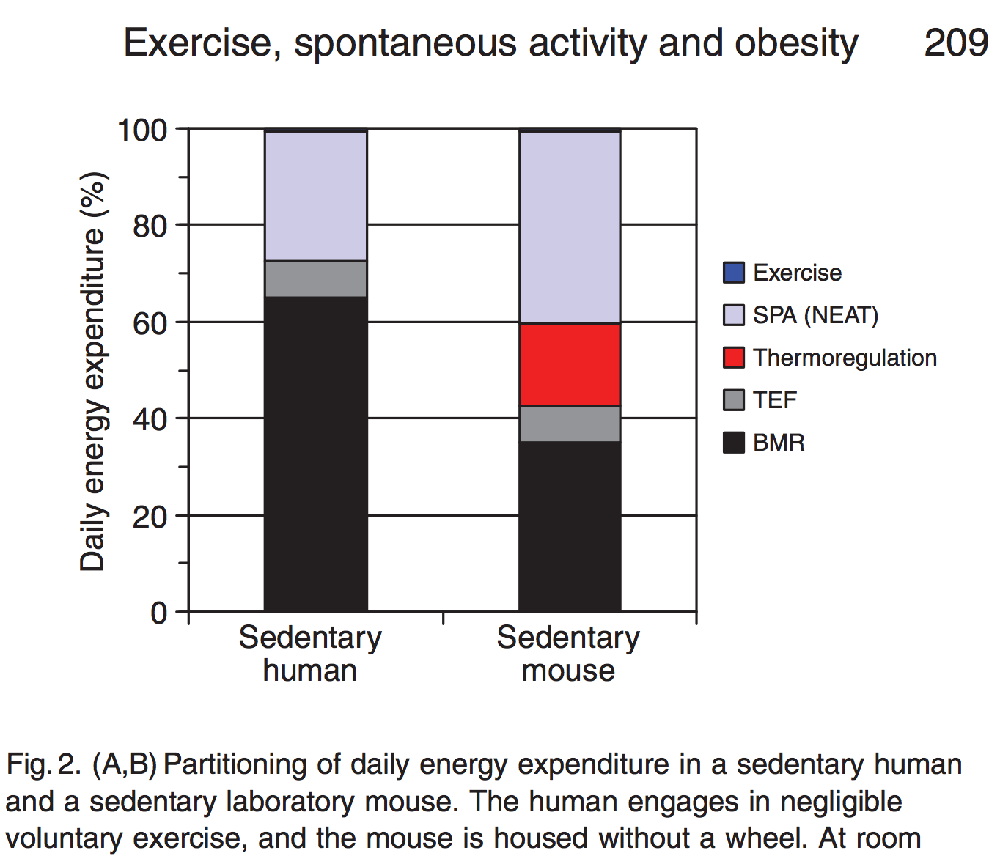 Exercise, spontaneous activity and obesity 209
100
80
60
40
20
0
Daily energy expenditure (%)
Sedentary
human
Sedentary
mouse
Exercise
SPA (NEAT)
Thermoregulation
TEF
BMR
Fig. 2. (A,B) Partitioning of daily energy expenditure in a sedentary human
and a sedentary laboratory mouse. The human engages in negligible
voluntary exercise, and the mouse is housed without a wheel. At room